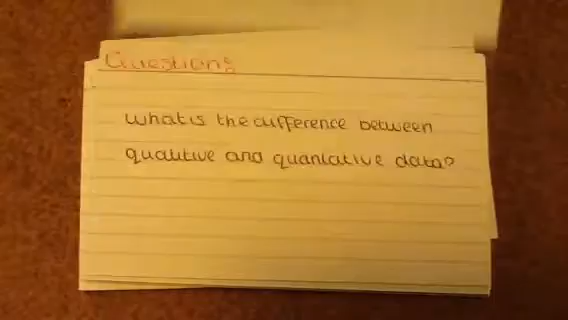 Questions
what is the difference between
qualitive and quanlative data?